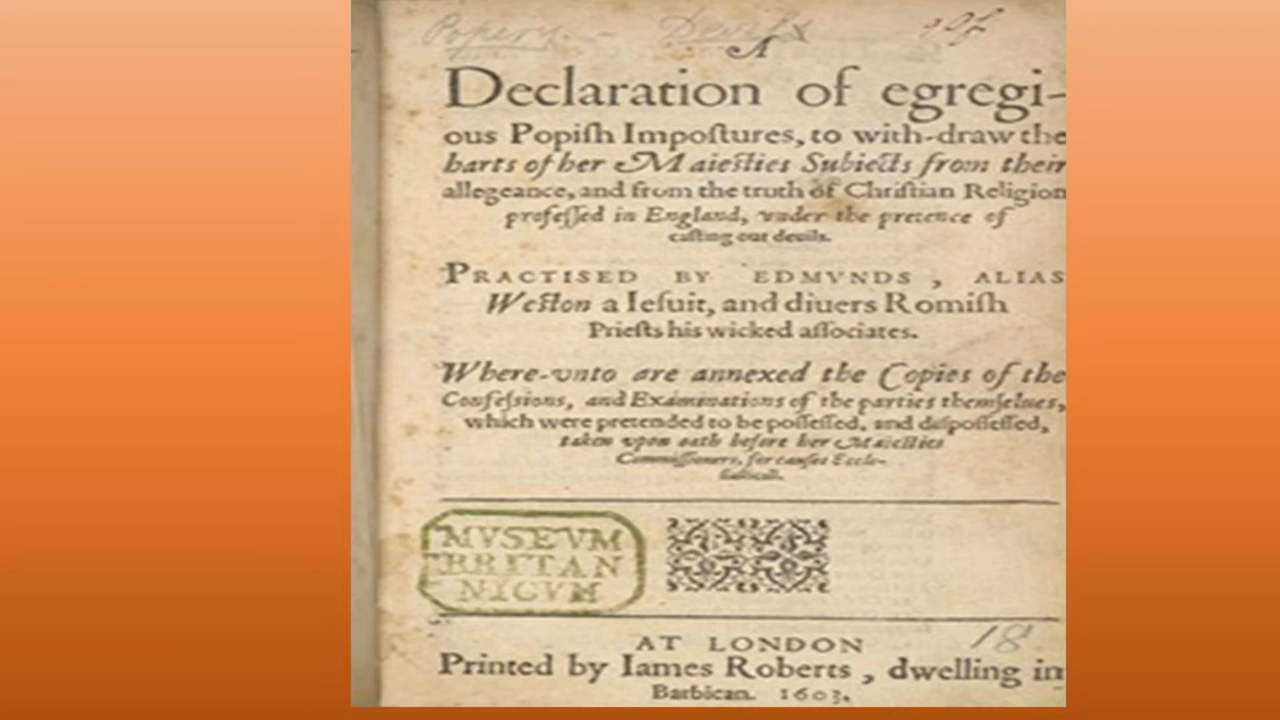 Popery - Devils
A
Declaration of egregi-
ous Popiſh Impoſtures, to with-draw the
harts of her Maieſties Subiects from their
allegeance, and from the truth of Chriſtian Religion
profeſſed in England, vnder the pretence of
caſting out deuils.
PRACTISED BY EDMVNDS, ALIAS
Weſton a Ieſuit, and diuers Romiſh
Prieſts his wicked aſſociates.
Where-vnto are annexed the Copies of the
Confeſsions, and Examinations of the parties themſelues,
which were pretended to be poſſeſſed, and diſpoſſeſſed,
taken vpon oath before her Maieſties
Commiſſioners, for cauſes Eccle-
ſiaſticall.
MVSEVM
BRITAN
NICVM
AT LONDON
18
Printed by Iames Roberts, dwelling in
Barbican. 1603.